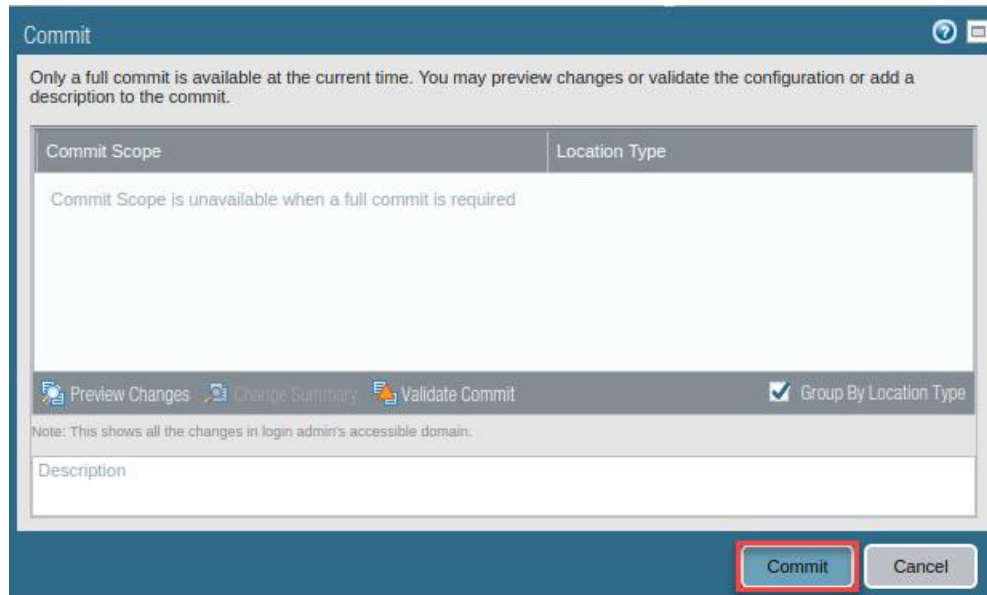 Commit
Only a full commit is available at the current time. You may preview changes or validate the configuration or add a
description to the commit.
Commit Scope
Location Type
Commit Scope is unavailable when a full commit is required
Preview Changes Change Summary Validate Commit Group By Location Type
Note: This shows all the changes in login admin's accessible domain.
Description
Commit Cancel